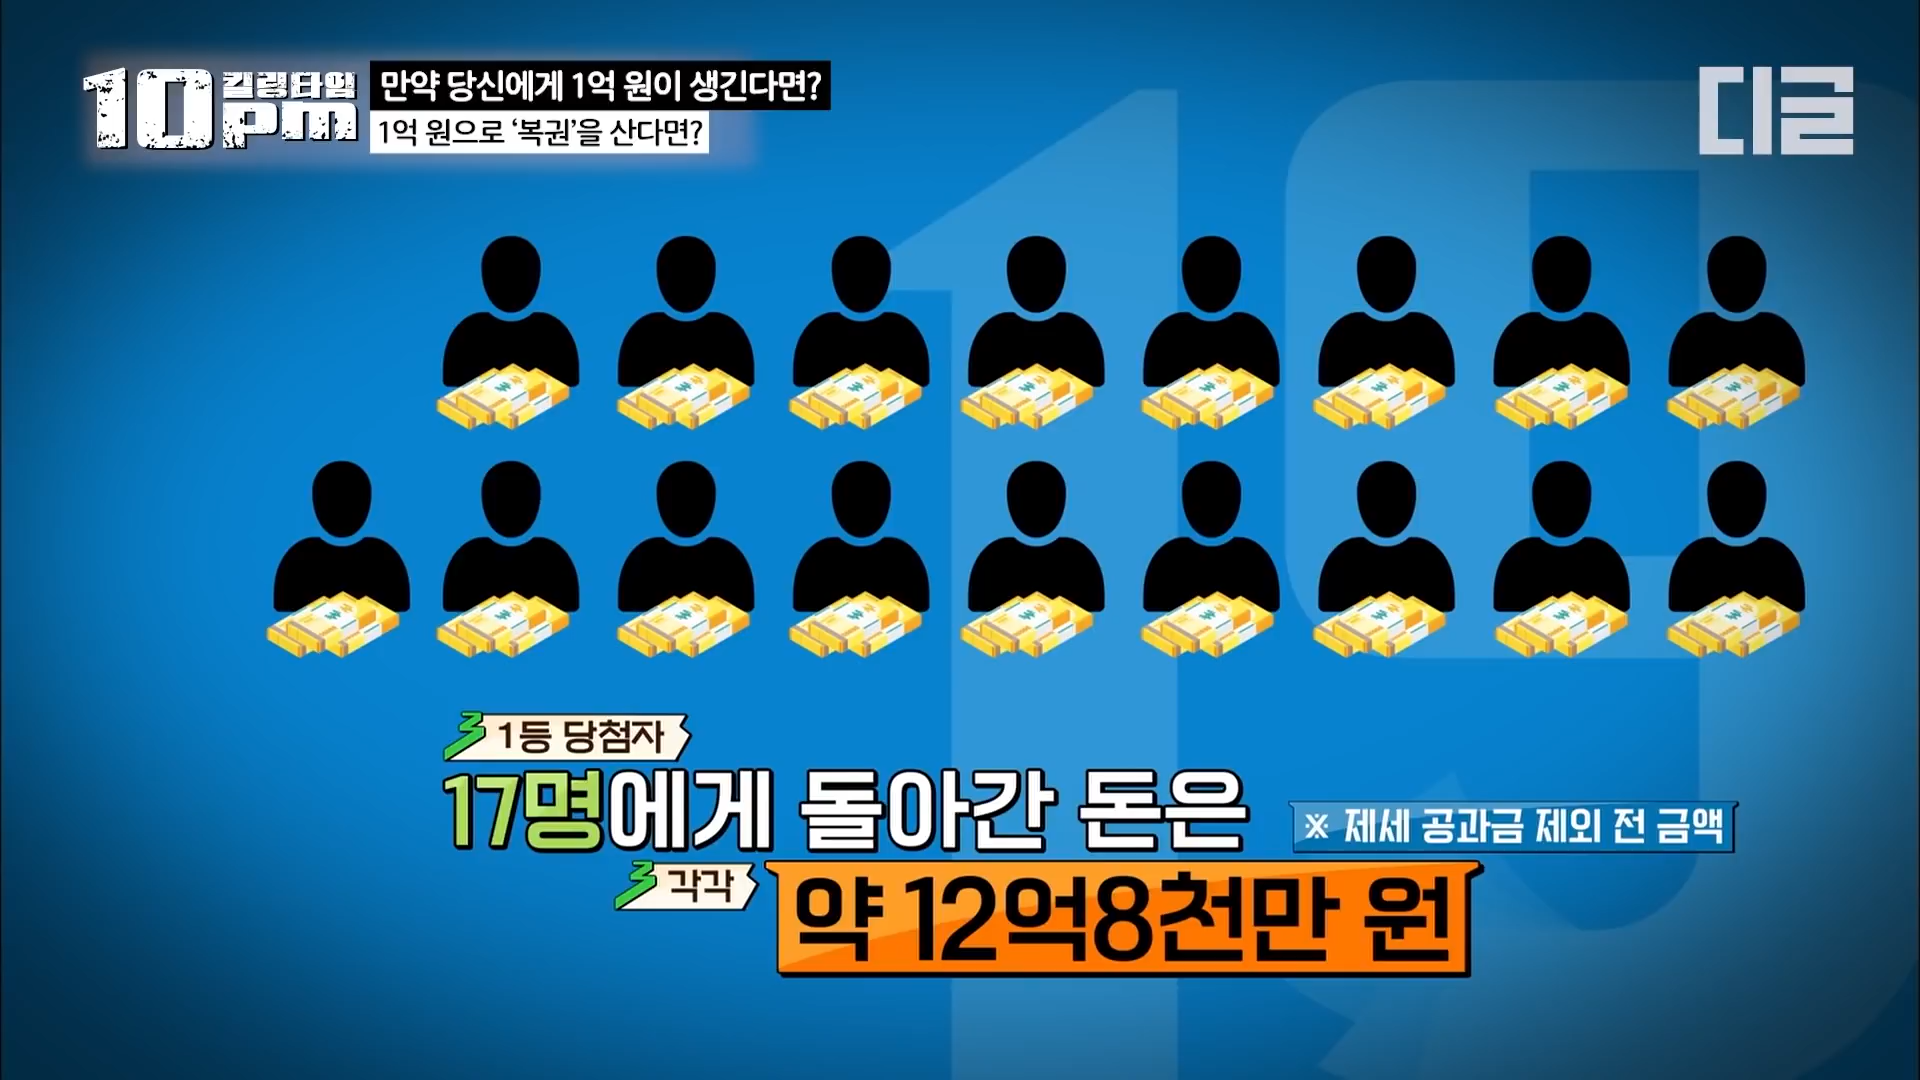 10pm 킬링타임
만약 당신에게 1억 원이 생긴다면?
1억 원으로 ‘복권’을 산다면?
디글
1등 당첨자
17명에게 돌아간 돈은
※ 제세 공과금 제외 전 금액
각각
약 12억8천만 원